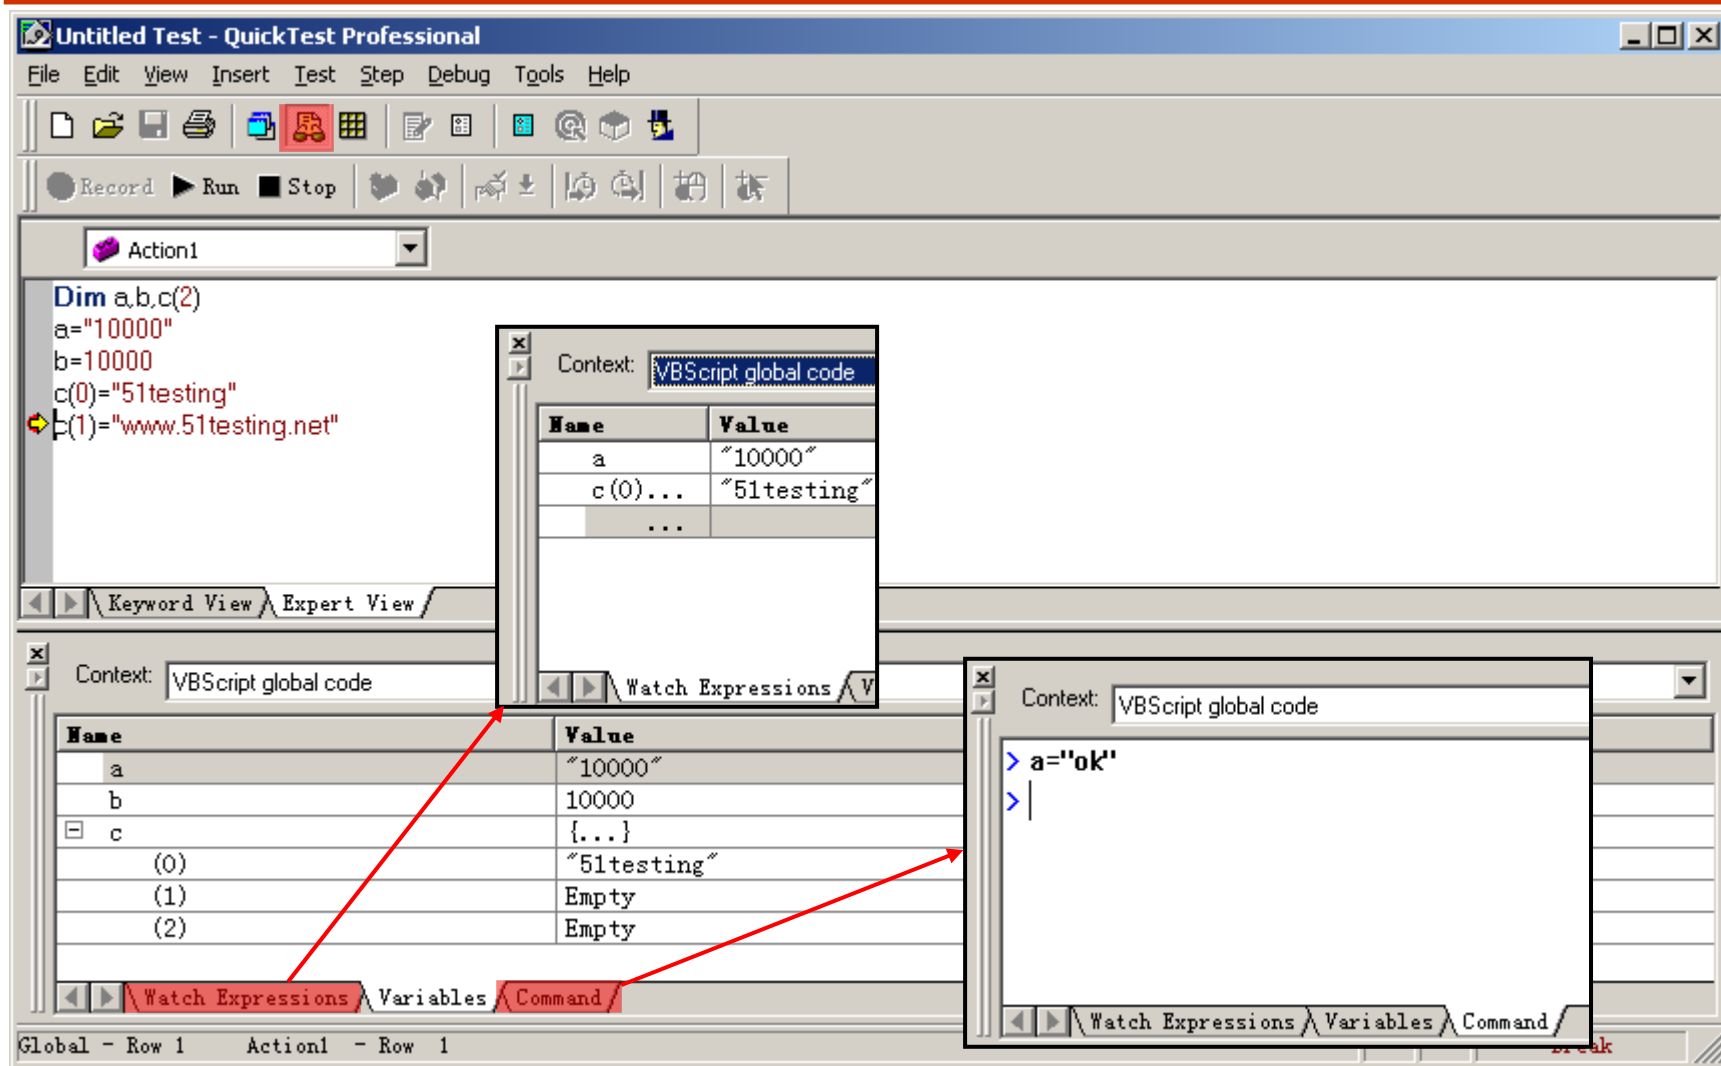 Untitled Test - QuickTest Professional
File Edit View Insert Test Step Debug Tools Help
Record Run Stop
Action1
Dim a,b,c(2)
a="10000"
b=10000
c(0)="51testing"
c(1)="www.51testing.net"
Keyword View Expert View
Context: VBScript global code
Name Value
a "10000"
c(0)... "51testing"
...
Watch Expressions V
Context: VBScript global code
Name Value
a "10000"
b 10000
c {...}
(0) "51testing"
(1) Empty
(2) Empty
Watch Expressions Variables Command
Context: VBScript global code
> a="ok"
>
Watch Expressions Variables Command
Global - Row 1 Action1 - Row 1